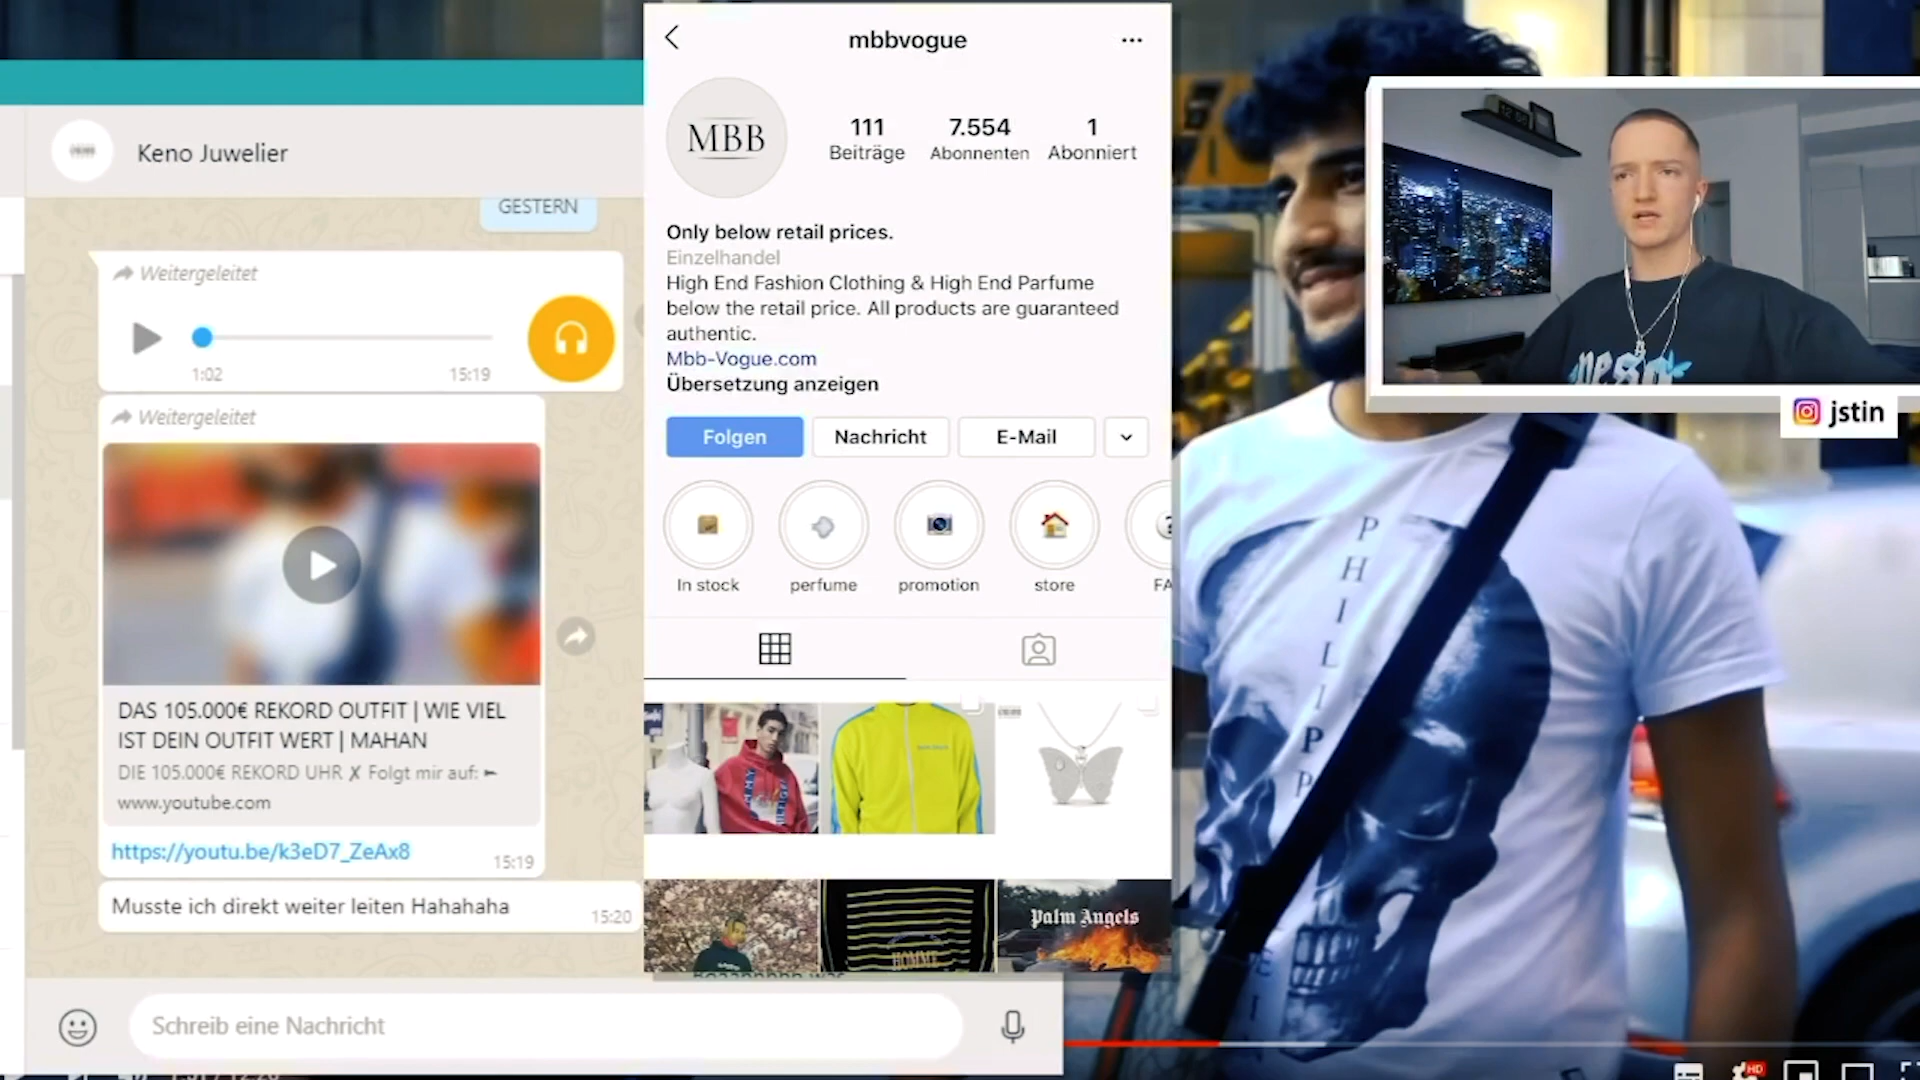 Keno Juwelier
GESTERN
Weitergeleitet
1:02
15:19
Weitergeleitet
DAS 105.000€ REKORD OUTFIT | WIE VIEL
IST DEIN OUTFIT WERT | MAHAN
DIE 105.000€ REKORD UHR ✗ Folgt mir auf: ►
www.youtube.com
https://youtu.be/k3eD7_ZeAx8
15:19
Musste ich direkt weiter leiten Hahahaha
15:20
Schreib eine Nachricht
mbbvogue
MBB
111
Beiträge
7.554
Abonnenten
1
Abonniert
Only below retail prices.
Einzelhandel
High End Fashion Clothing & High End Parfume
below the retail price. All products are guaranteed
authentic.
Mbb-Vogue.com
Übersetzung anzeigen
Folgen
Nachricht
E-Mail
In stock
perfume
promotion
store
FA
HOMME
Palm Angels
jstin
PHILIPP
HD